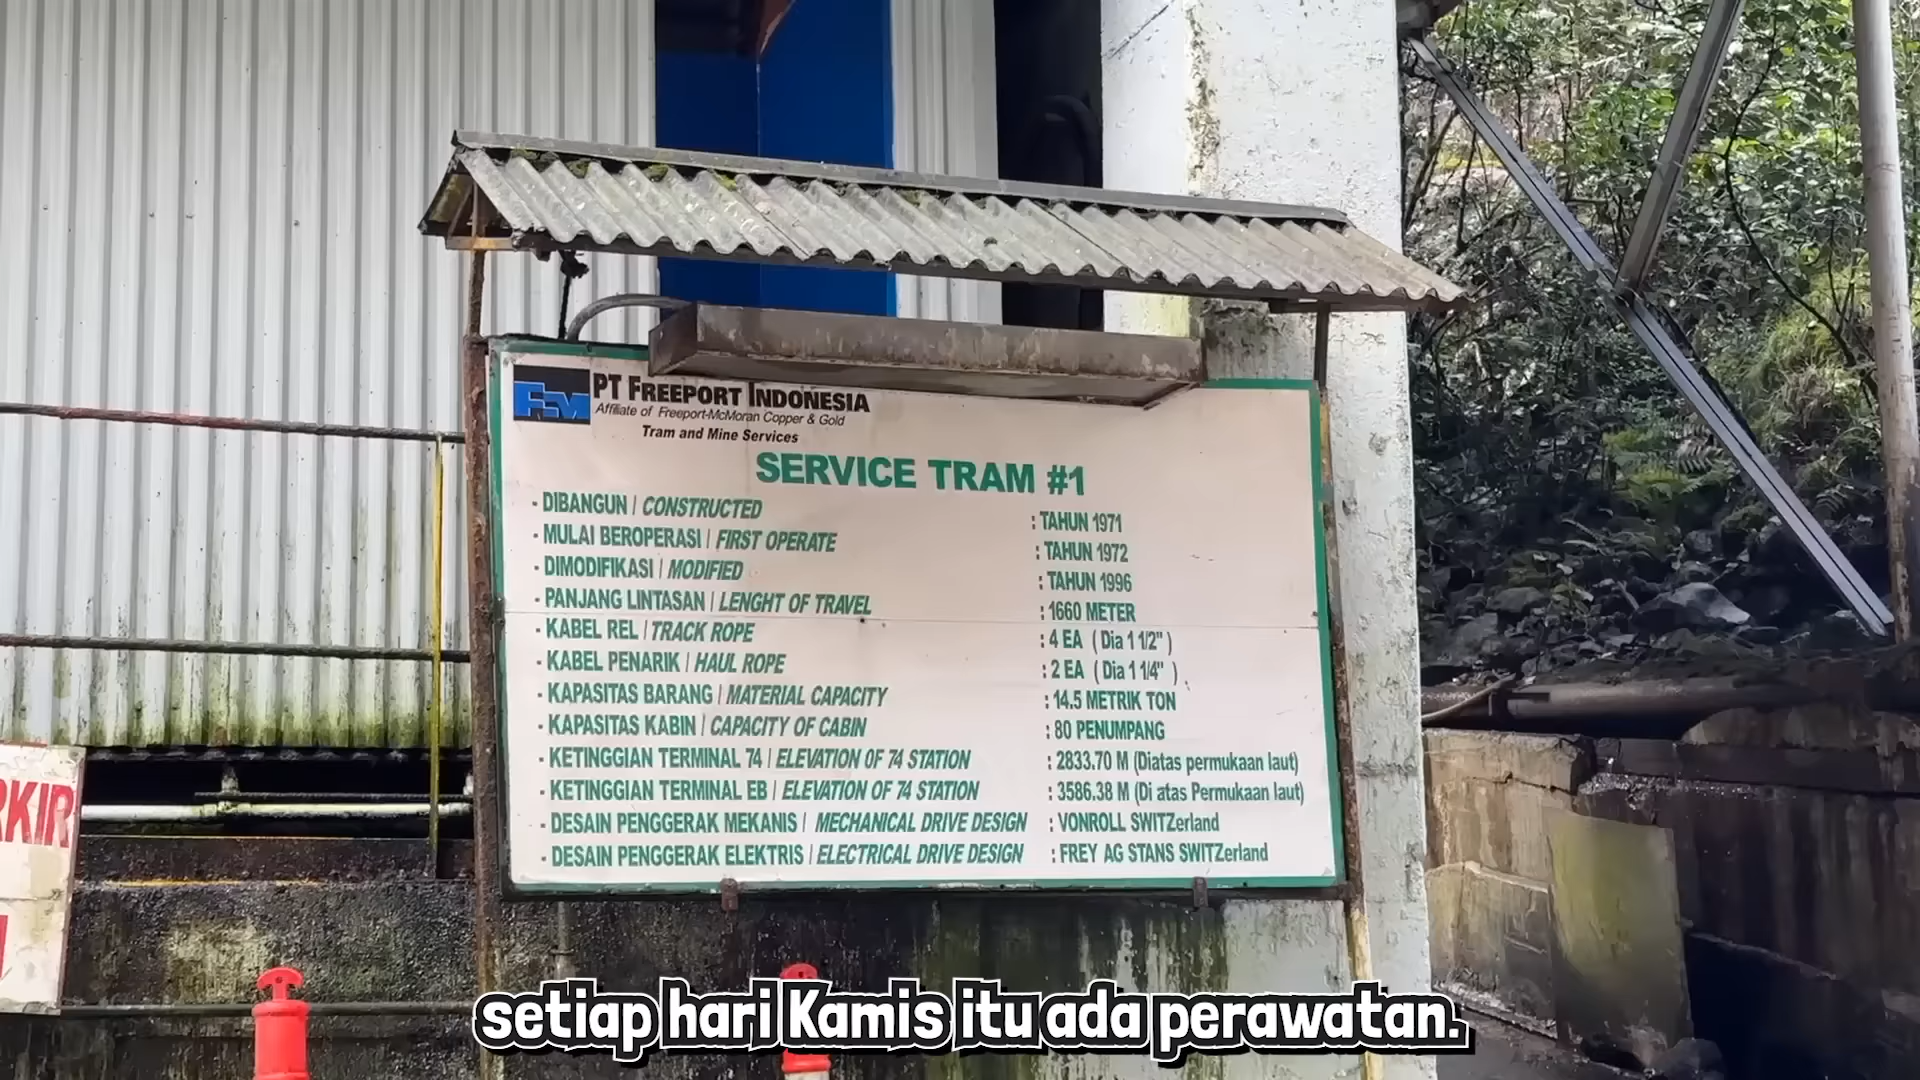 PT FREEPORT INDONESIA
Affiliate of Freeport-McMoran Copper & Gold
Tram and Mine Services
SERVICE TRAM #1
- DIBANGUN | CONSTRUCTED : TAHUN 1971
- MULAI BEROPERASI | FIRST OPERATE : TAHUN 1972
- DIMODIFIKASI | MODIFIED : TAHUN 1996
- PANJANG LINTASAN | LENGHT OF TRAVEL : 1660 METER
- KABEL REL | TRACK ROPE : 4 EA ( Dia 1 1/2" )
- KABEL PENARIK | HAUL ROPE : 2 EA ( Dia 1 1/4" )
- KAPASITAS BARANG | MATERIAL CAPACITY : 14.5 METRIK TON
- KAPASITAS KABIN | CAPACITY OF CABIN : 80 PENUMPANG
- KETINGGIAN TERMINAL 74 | ELEVATION OF 74 STATION : 2833.70 M (Diatas permukaan laut)
- KETINGGIAN TERMINAL EB | ELEVATION OF 74 STATION : 3586.38 M (Di atas Permukaan laut)
- DESAIN PENGGERAK MEKANIS | MECHANICAL DRIVE DESIGN : VONROLL SWITZerland
- DESAIN PENGGERAK ELEKTRIS | ELECTRICAL DRIVE DESIGN : FREY AG STANS SWITZerland
RKIR
setiap hari Kamis itu ada perawatan.